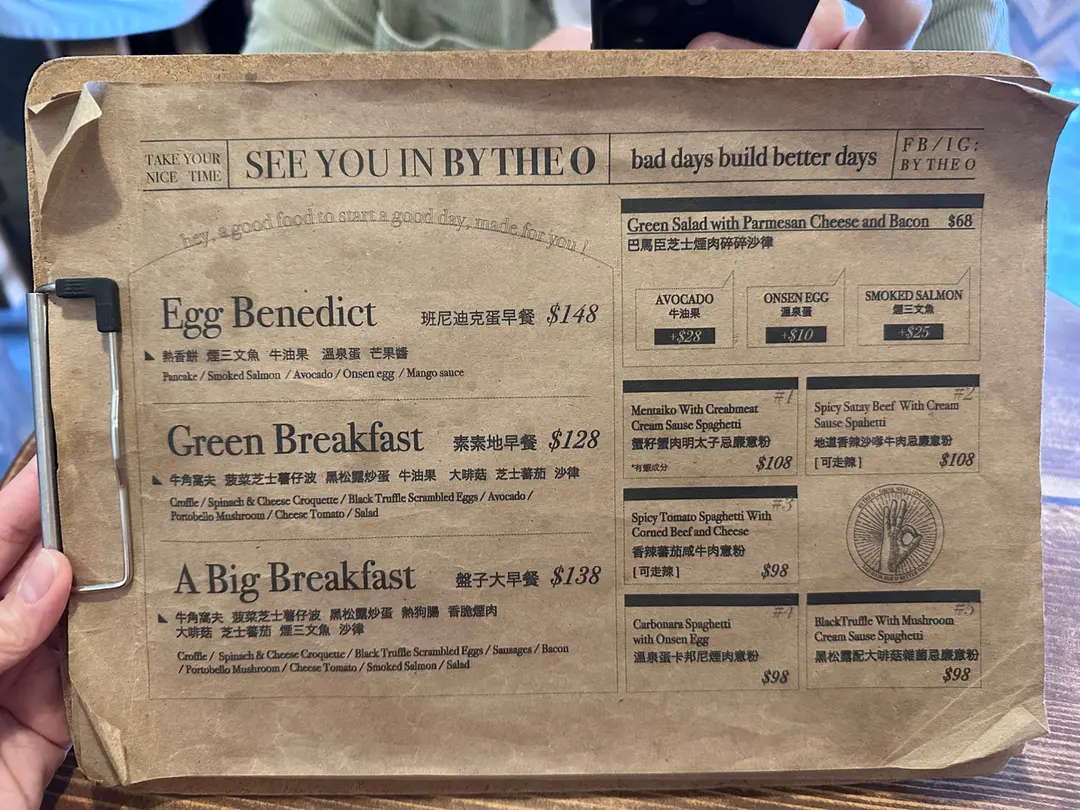 TAKE YOUR
NICE TIME
SEE YOU IN BY THE O
bad days build better days
FB/IG:
BY THE O
hey, a good food to start a good day, made for you !
Egg Benedict 班尼迪克蛋早餐 $148
熱香餅 煙三文魚 牛油果 溫泉蛋 芒果醬
Pancake / Smoked Salmon / Avocado / Onsen egg / Mango sauce
Green Breakfast 素素地早餐 $128
牛角窩夫 菠菜芝士薯仔波 黑松露炒蛋 牛油果 大啡菇 芝士蕃茄 沙律
Croffle / Spinach & Cheese Croquette / Black Truffle Scrambled Eggs / Avocado /
Portobello Mushroom / Cheese Tomato / Salad
A Big Breakfast 盤子大早餐 $138
牛角窩夫 菠菜芝士薯仔波 黑松露炒蛋 熱狗腸 香脆煙肉
大啡菇 芝士蕃茄 煙三文魚 沙律
Croffle / Spinach & Cheese Croquette / Black Truffle Scrambled Eggs / Sausages / Bacon
/ Portobello Mushroom / Cheese Tomato / Smoked Salmon / Salad
Green Salad with Parmesan Cheese and Bacon $68
巴馬臣芝士煙肉碎碎沙律
AVOCADO
牛油果
+$28
ONSEN EGG
溫泉蛋
+$10
SMOKED SALMON
煙三文魚
+$25
#1
Mentaiko With Creabmeat
Cream Sause Spaghetti
蟹籽蟹肉明太子忌廉意粉
*有蝦成分 $108
#2
Spicy Satay Beef With Cream
Sause Spahetti
地道香辣沙嗲牛肉忌廉意粉
[可走辣] $108
#3
Spicy Tomato Spaghetti With
Corned Beef and Cheese
香辣蕃茄咸牛肉意粉
[可走辣] $98
#4
Carbonara Spaghetti
with Onsen Egg
溫泉蛋卡邦尼煙肉意粉
$98
#5
BlackTruffle With Mushroom
Cream Sause Spaghetti
黑松露配大啡菇雜菌忌廉意粉
$98